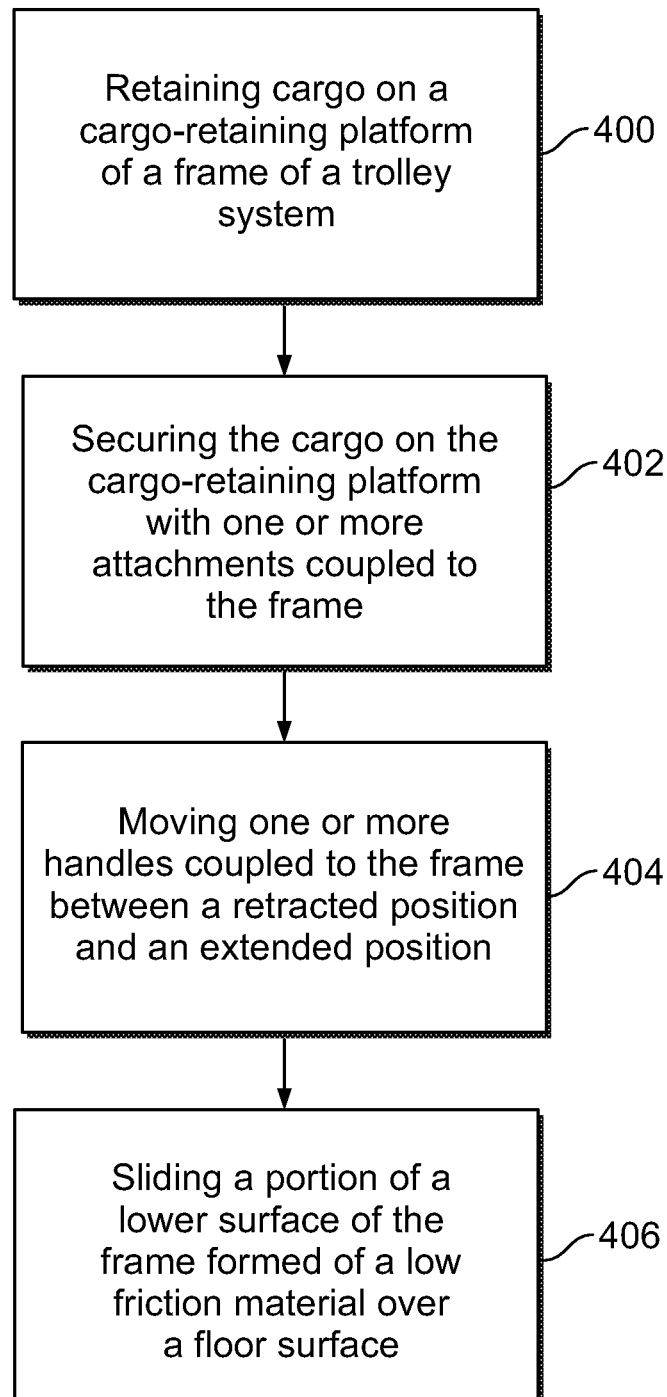 Retaining cargo on a
cargo-retaining platform
of a frame of a trolley
system
400
Securing the cargo on the
cargo-retaining platform
with one or more
attachments coupled to
the frame
402
Moving one or more
handles coupled to the frame
between a retracted position
and an extended position
404
Sliding a portion of a
lower surface of the
frame formed of a low
friction material over
a floor surface
406